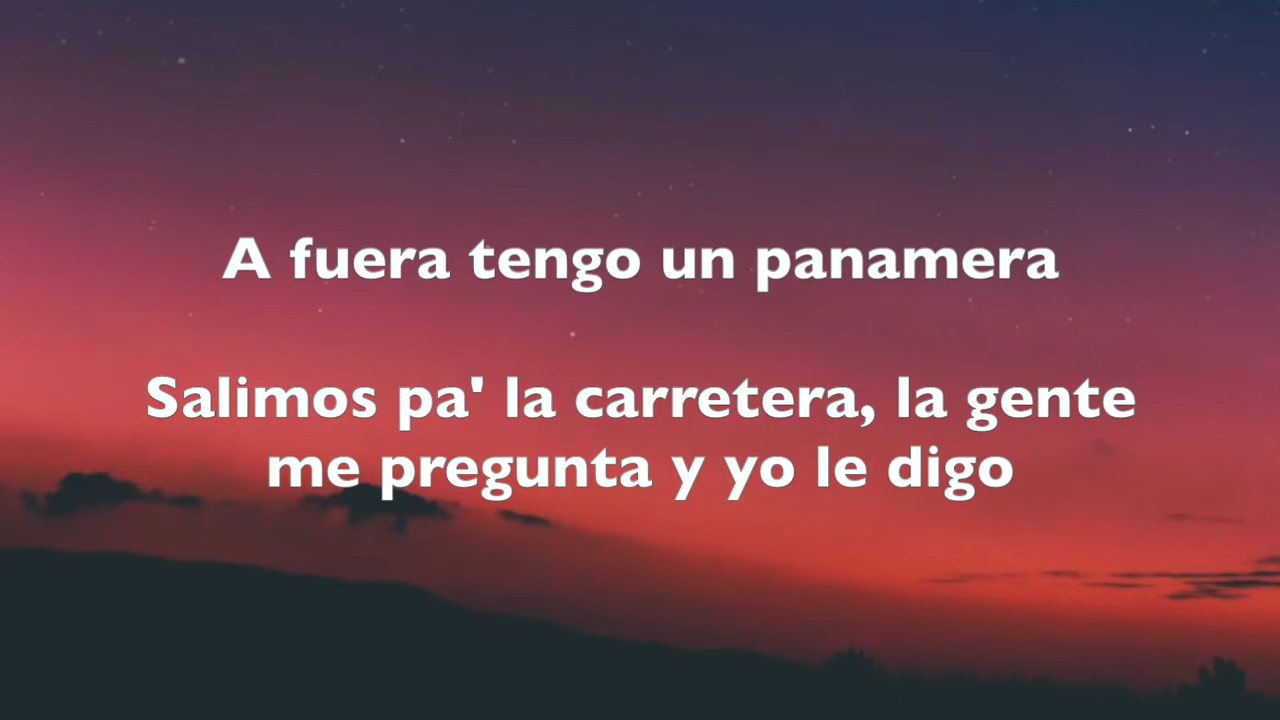 A fuera tengo un panamera
Salimos pa' la carretera, la gente
me pregunta y yo le digo